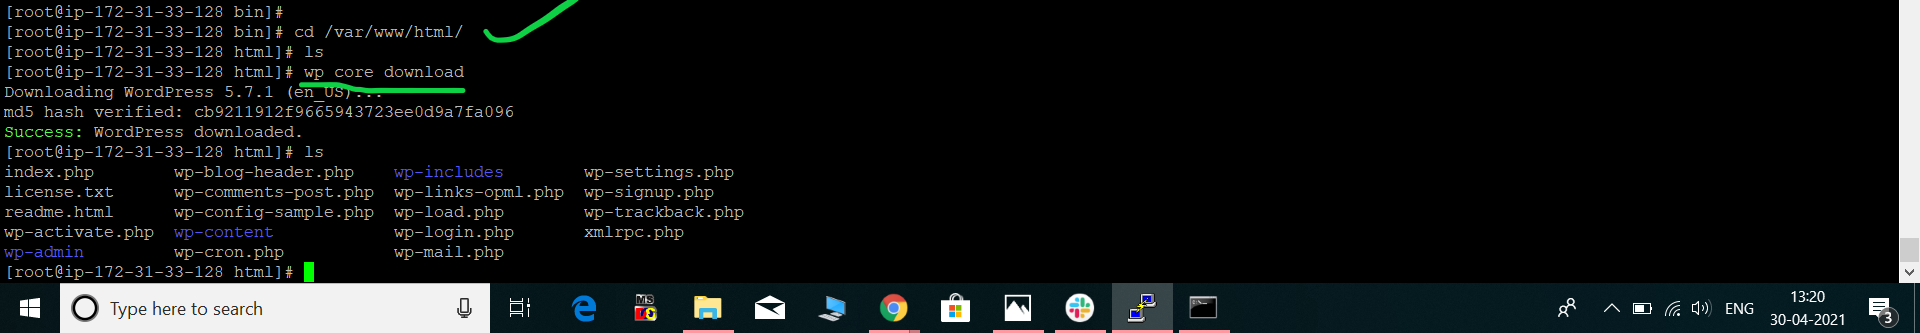 [root@ip-172-31-33-128 bin]#
[root@ip-172-31-33-128 bin]# cd /var/www/html/
[root@ip-172-31-33-128 html]# ls
[root@ip-172-31-33-128 html]# wp core download
Downloading WordPress 5.7.1 (en_US)...
md5 hash verified: cb9211912f9665943723ee0d9a7fa096
Success: WordPress downloaded.
[root@ip-172-31-33-128 html]# ls
index.php wp-blog-header.php wp-includes wp-settings.php
license.txt wp-comments-post.php wp-links-opml.php wp-signup.php
readme.html wp-config-sample.php wp-load.php wp-trackback.php
wp-activate.php wp-content wp-login.php xmlrpc.php
wp-admin wp-cron.php wp-mail.php
[root@ip-172-31-33-128 html]#
Type here to search
MS
ENG
13:20
30-04-2021
3